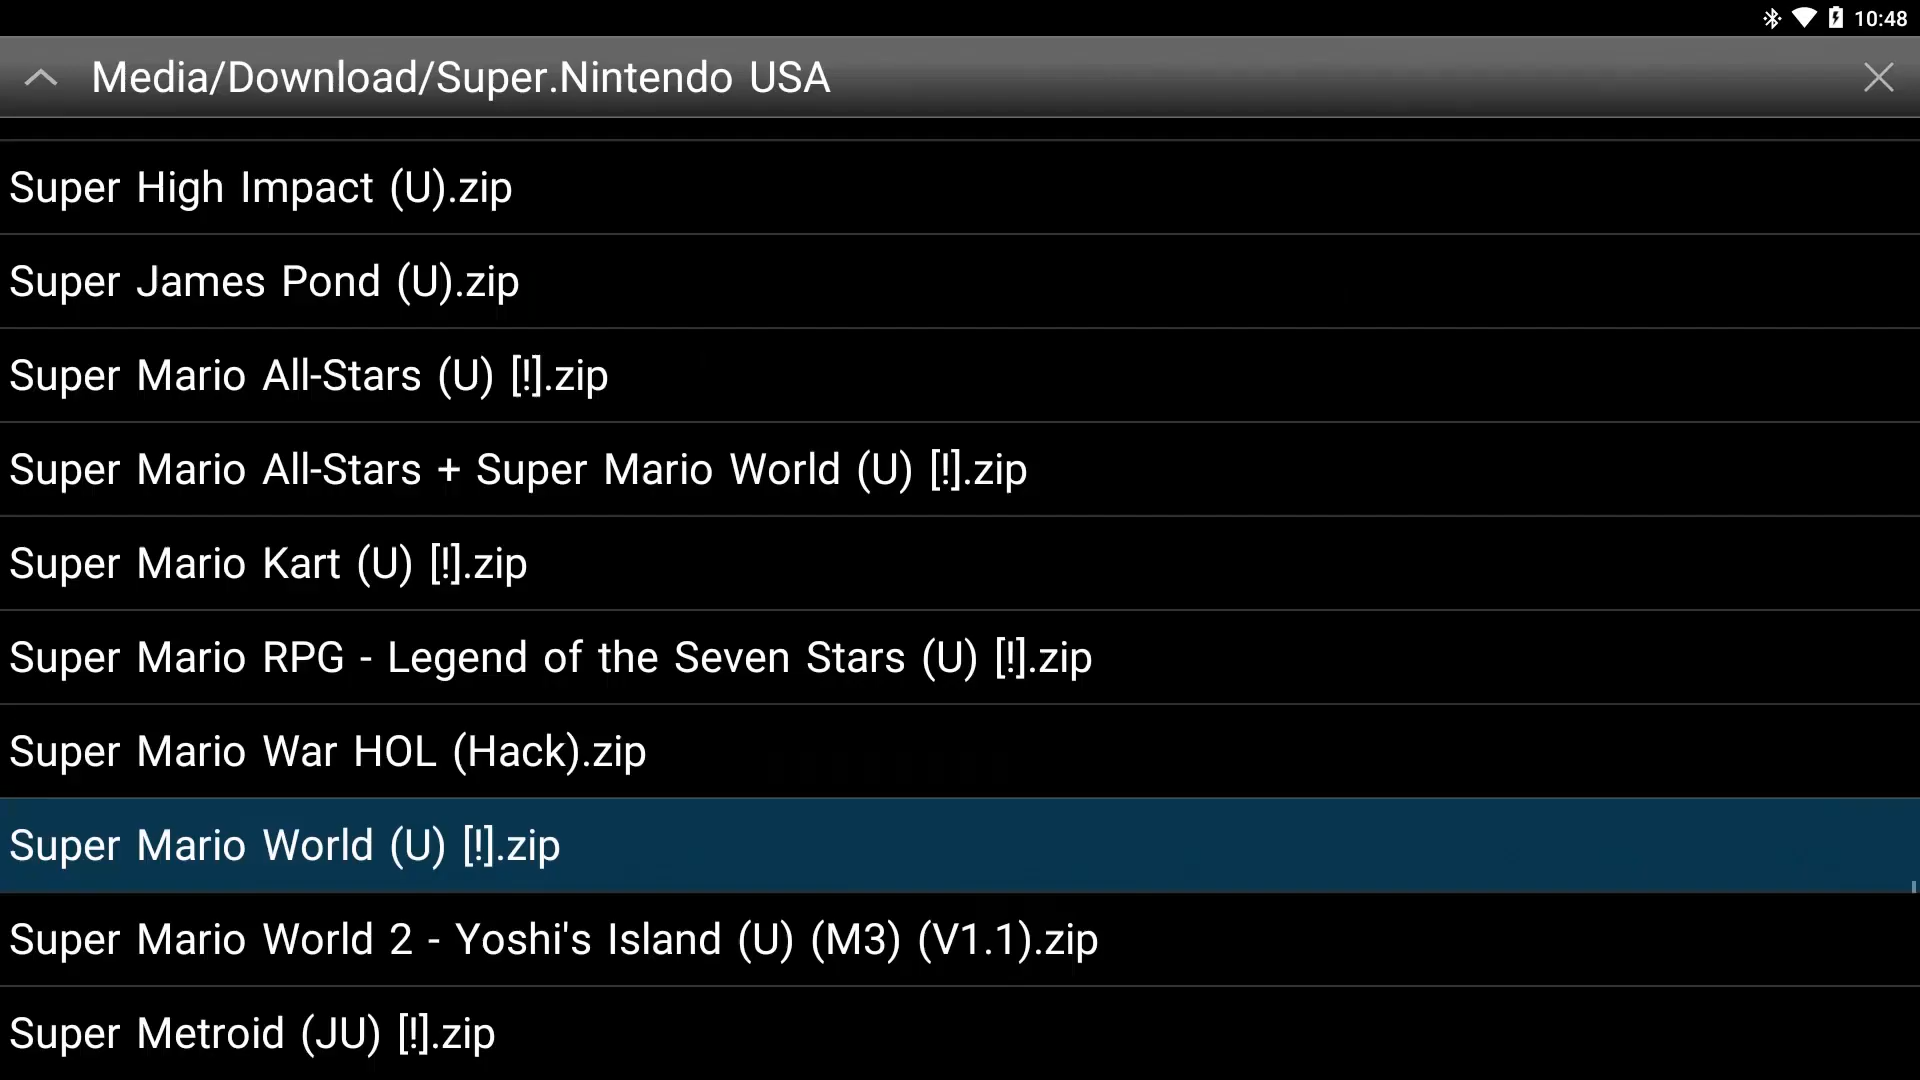 10:48
Media/Download/Super.Nintendo USA
Super High Impact (U).zip
Super James Pond (U).zip
Super Mario All-Stars (U) [!].zip
Super Mario All-Stars + Super Mario World (U) [!].zip
Super Mario Kart (U) [!].zip
Super Mario RPG - Legend of the Seven Stars (U) [!].zip
Super Mario War HOL (Hack).zip
Super Mario World (U) [!].zip
Super Mario World 2 - Yoshi's Island (U) (M3) (V1.1).zip
Super Metroid (JU) [!].zip